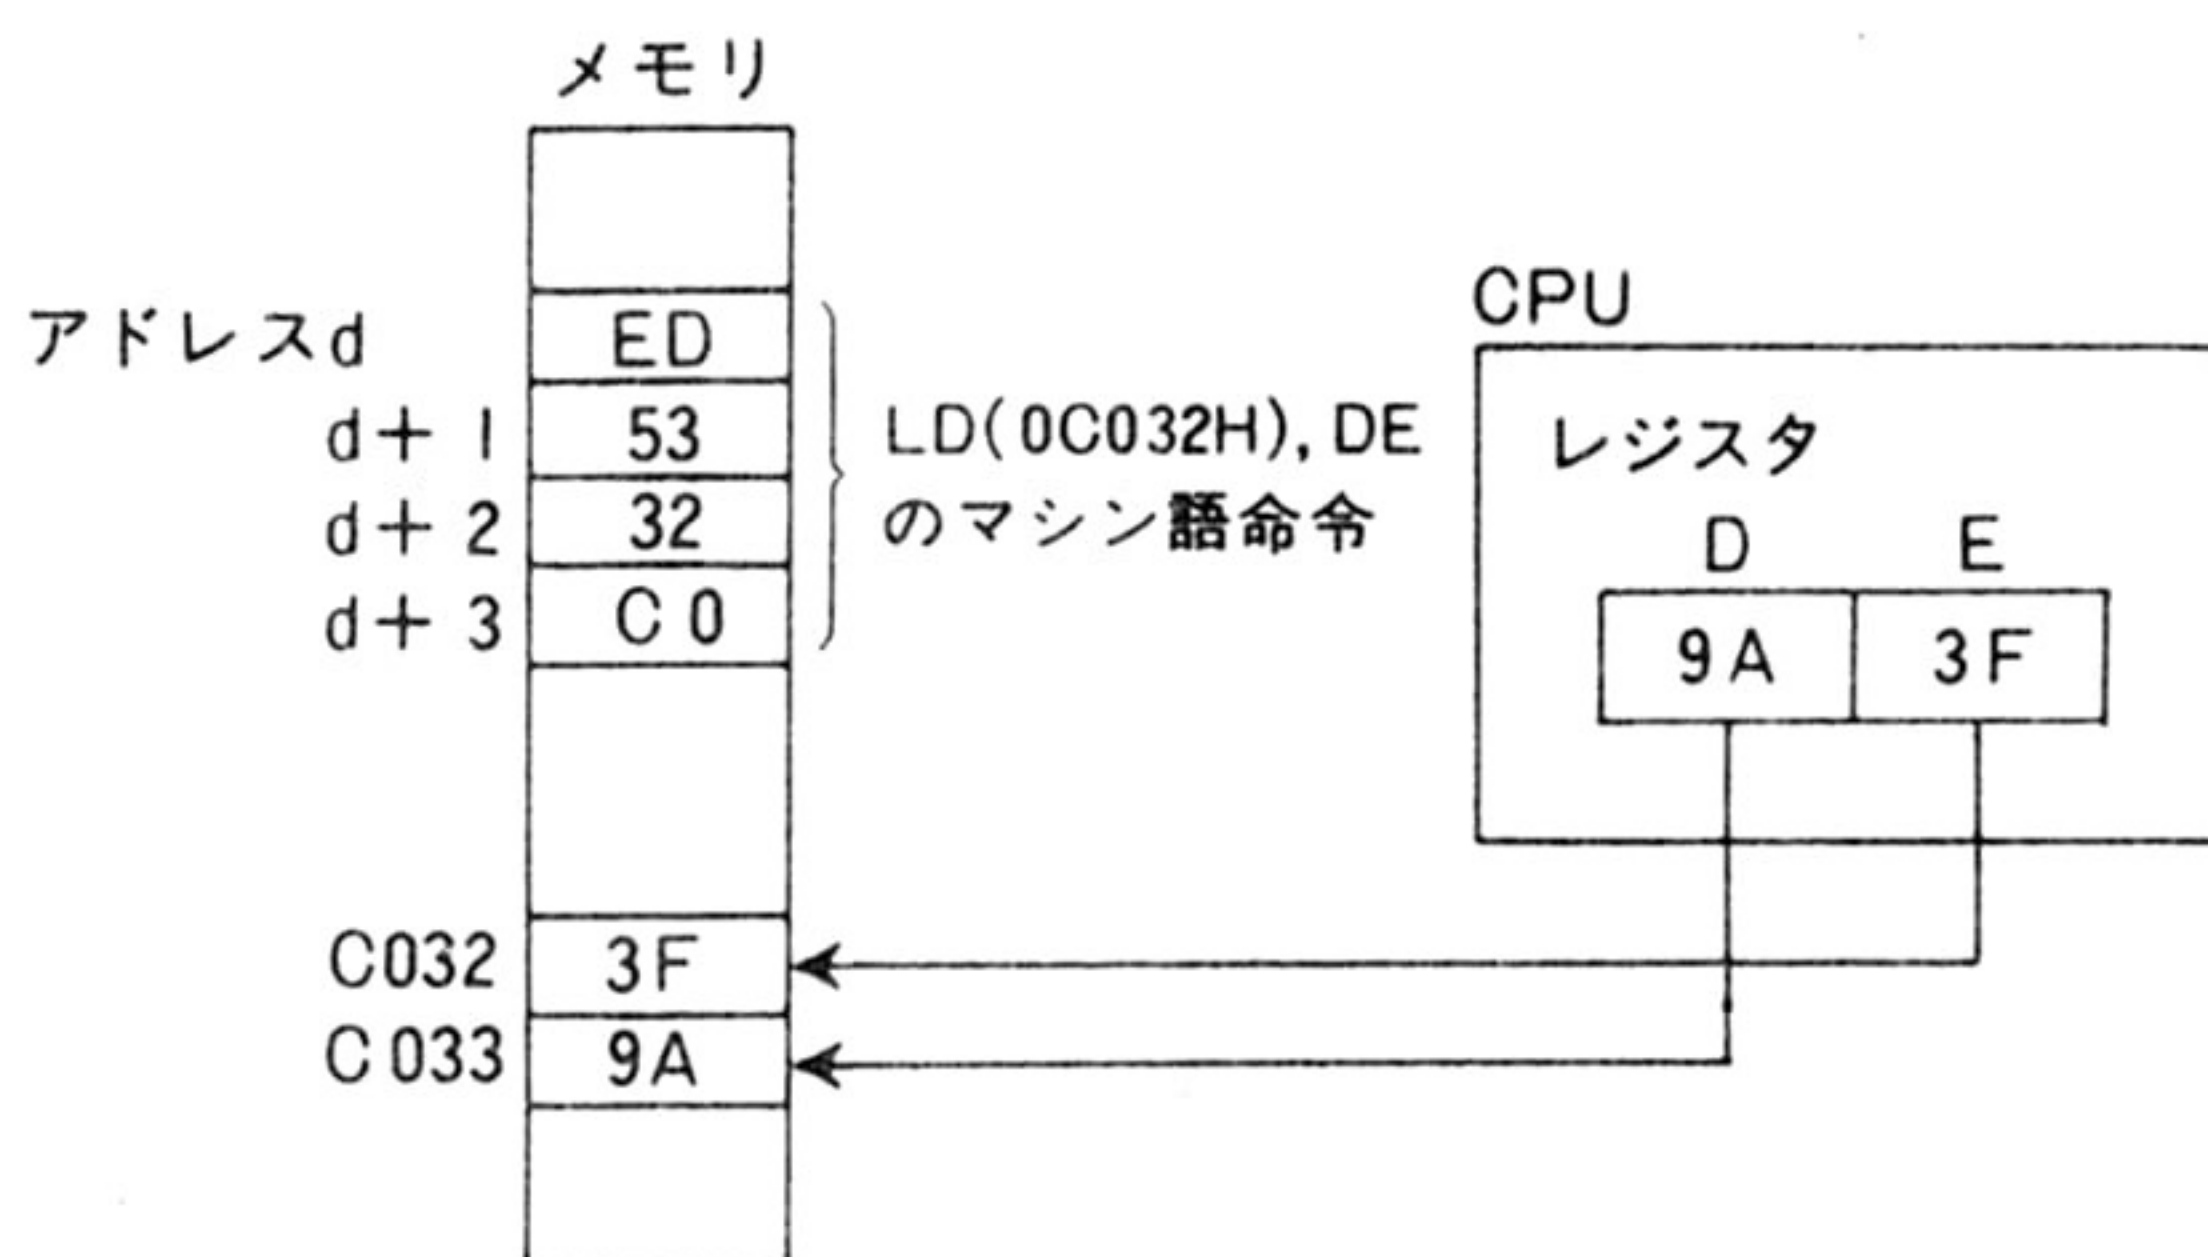 メモリ
アドレスd ED
d+1 53
d+2 32
d+3 C0
LD(0C032H), DE
のマシン語命令
CPU
レジスタ
D E
9A 3F
C032 3F
C033 9A